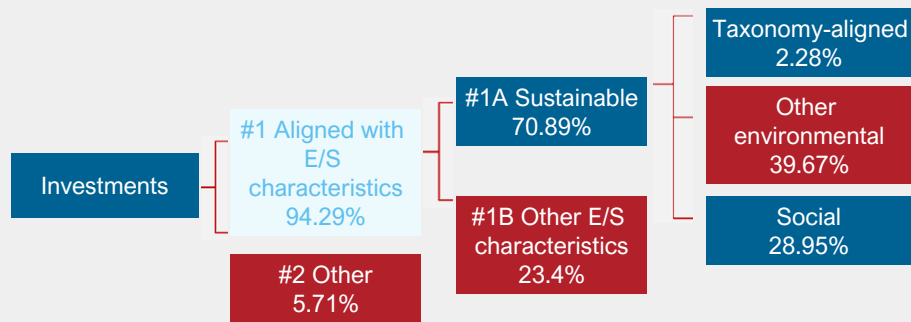 Investments
#1 Aligned with
E/S
characteristics
94.29%
#2 Other
5.71%
#1A Sustainable
70.89%
#1B Other E/S
characteristics
23.4%
Taxonomy-aligned
2.28%
Other
environmental
39.67%
Social
28.95%